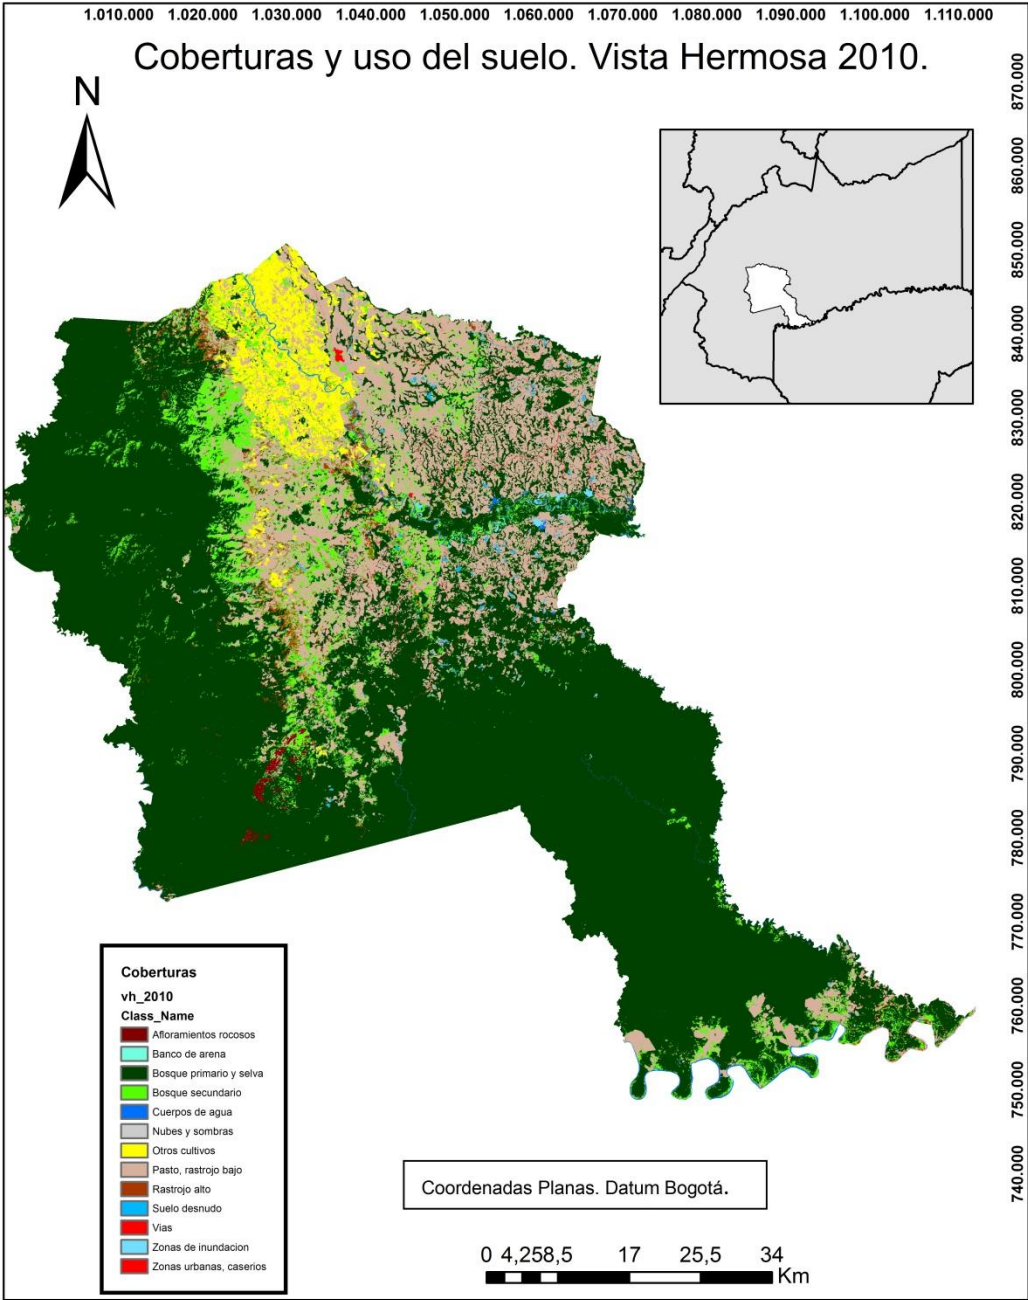 1.010.000 1.020.000 1.030.000 1.040.000 1.050.000 1.060.000 1.070.000 1.080.000 1.090.000 1.100.000 1.110.000
Coberturas y uso del suelo. Vista Hermosa 2010.
N
870.000
860.000
850.000
840.000
830.000
820.000
810.000
800.000
790.000
780.000
770.000
760.000
750.000
740.000
Coberturas
vh_2010
Class_Name
Afloramientos rocosos
Banco de arena
Bosque primario y selva
Bosque secundario
Cuerpos de agua
Nubes y sombras
Otros cultivos
Pasto, rastrojo bajo
Rastrojo alto
Suelo desnudo
Vias
Zonas de inundacion
Zonas urbanas, caserios
Coordenadas Planas. Datum Bogotá.
0 4,258,5 17 25,5 34
Km